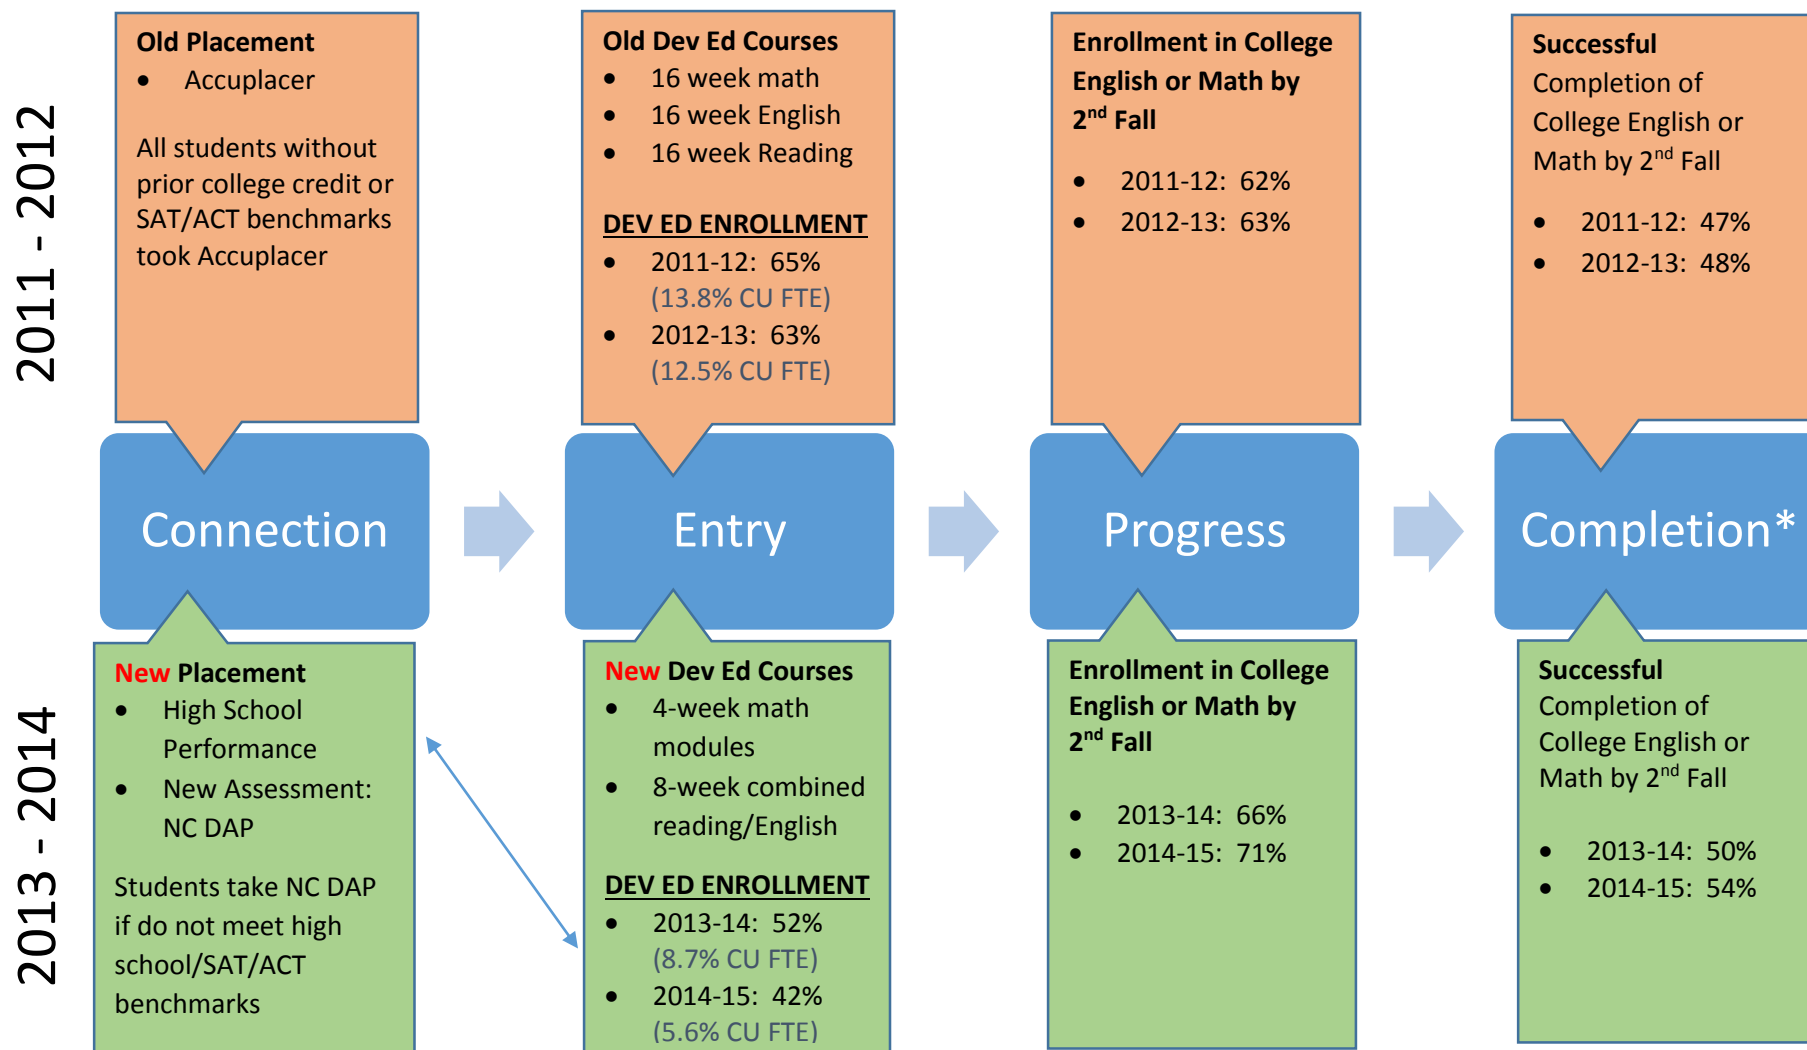 2011 - 2012
Old Placement
• Accuplacer
All students without
prior college credit or
SAT/ACT benchmarks
took Accuplacer
Old Dev Ed Courses
• 16 week math
• 16 week English
• 16 week Reading
DEV ED ENROLLMENT
• 2011-12: 65%
(13.8% CU FTE)
• 2012-13: 63%
(12.5% CU FTE)
Enrollment in College
English or Math by
2nd Fall
• 2011-12: 62%
• 2012-13: 63%
Successful
Completion of
College English or
Math by 2nd Fall
• 2011-12: 47%
• 2012-13: 48%
Connection
Entry
Progress
Completion*
2013 - 2014
New Placement
• High School
Performance
• New Assessment:
NC DAP
Students take NC DAP
if do not meet high
school/SAT/ACT
benchmarks
New Dev Ed Courses
• 4-week math
modules
• 8-week combined
reading/English
DEV ED ENROLLMENT
• 2013-14: 52%
(8.7% CU FTE)
• 2014-15: 42%
(5.6% CU FTE)
Enrollment in College
English or Math by
2nd Fall
• 2013-14: 66%
• 2014-15: 71%
Successful
Completion of
College English or
Math by 2nd Fall
• 2013-14: 50%
• 2014-15: 54%